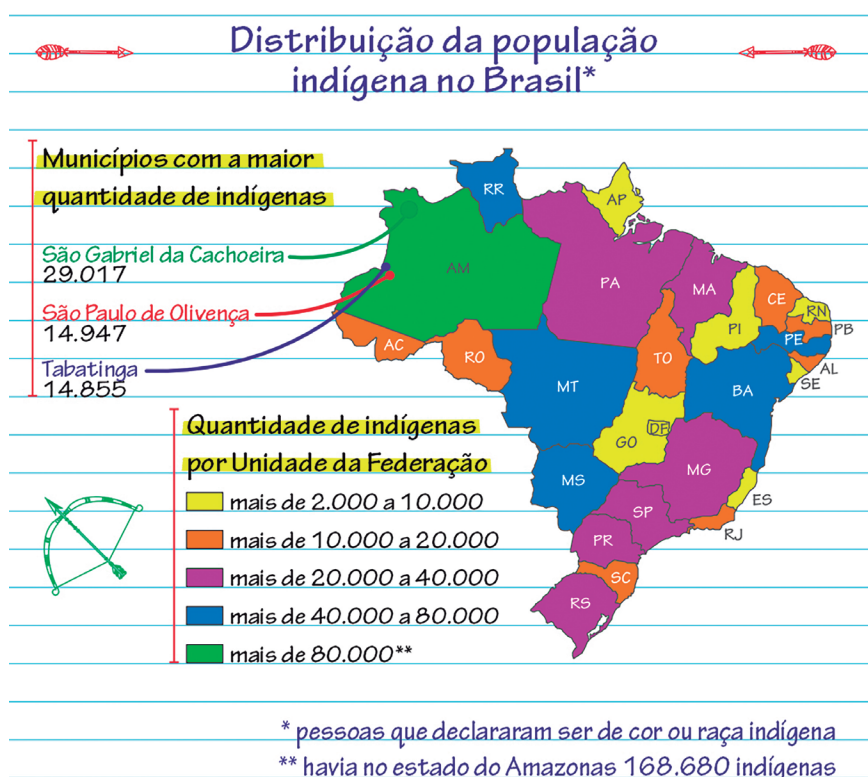 Distribuição da população
indígena no Brasil*
Municípios com a maior
quantidade de indígenas
São Gabriel da Cachoeira
29.017
São Paulo de Olivença
14.947
Tabatinga
14.855
RR
AP
AM
PA
MA
CE
RN
PB
PI
PE
AL
SE
AC
RO
TO
MT
BA
GO
DF
MG
MS
ES
SP
RJ
PR
SC
RS
Quantidade de indígenas
por Unidade da Federação
mais de 2.000 a 10.000
mais de 10.000 a 20.000
mais de 20.000 a 40.000
mais de 40.000 a 80.000
mais de 80.000**
* pessoas que declararam ser de cor ou raça indígena
** havia no estado do Amazonas 168.680 indígenas